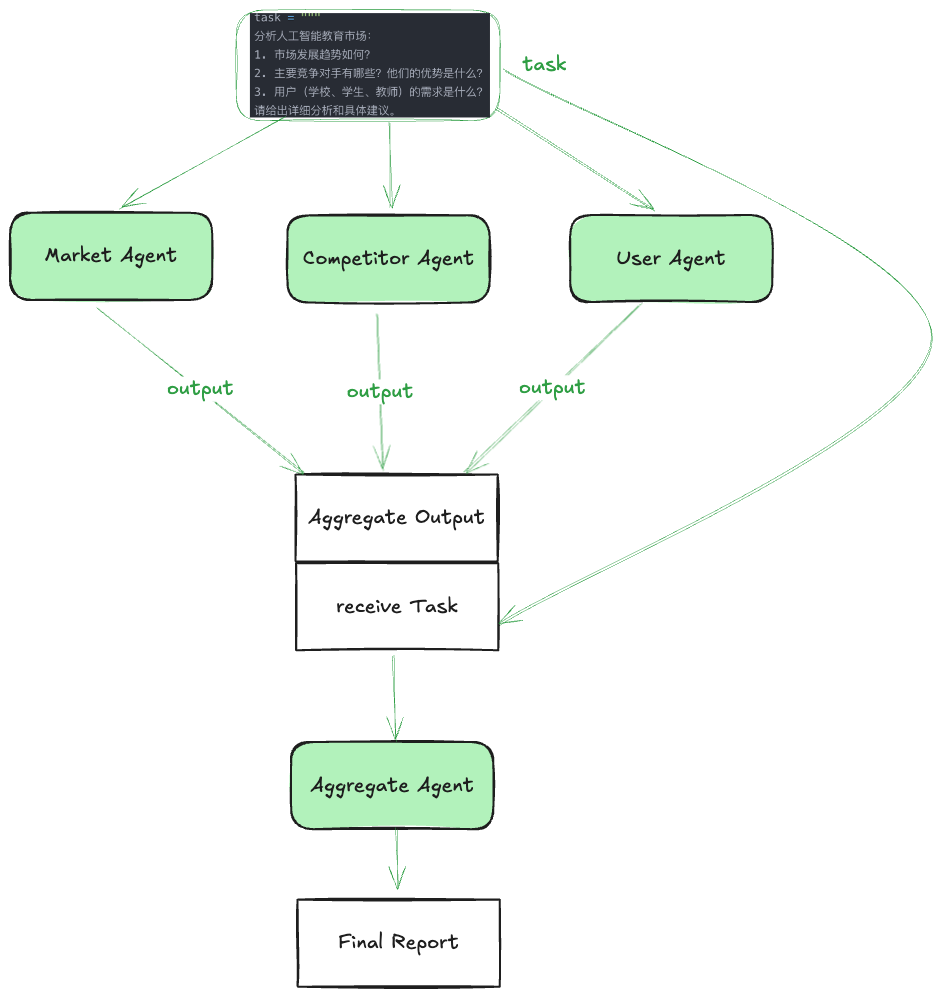 task = """
分析人工智能教育市场：
1. 市场发展趋势如何？
2. 主要竞争对手有哪些？他们的优势是什么？
3. 用户（学校、学生、教师）的需求是什么？
请给出详细分析和具体建议。
task
Market Agent
Competitor Agent
User Agent
output
output
output
Aggregate Output
receive Task
Aggregate Agent
Final Report